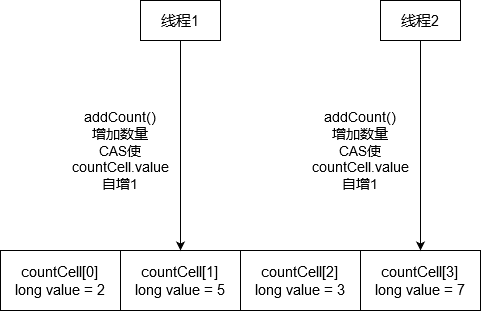 线程1
线程2
addCount()
增加数量
CAS使
countCell.value
自增1
addCount()
增加数量
CAS使
countCell.value
自增1
countCell[0]
long value = 2
countCell[1]
long value = 5
countCell[2]
long value = 3
countCell[3]
long value = 7